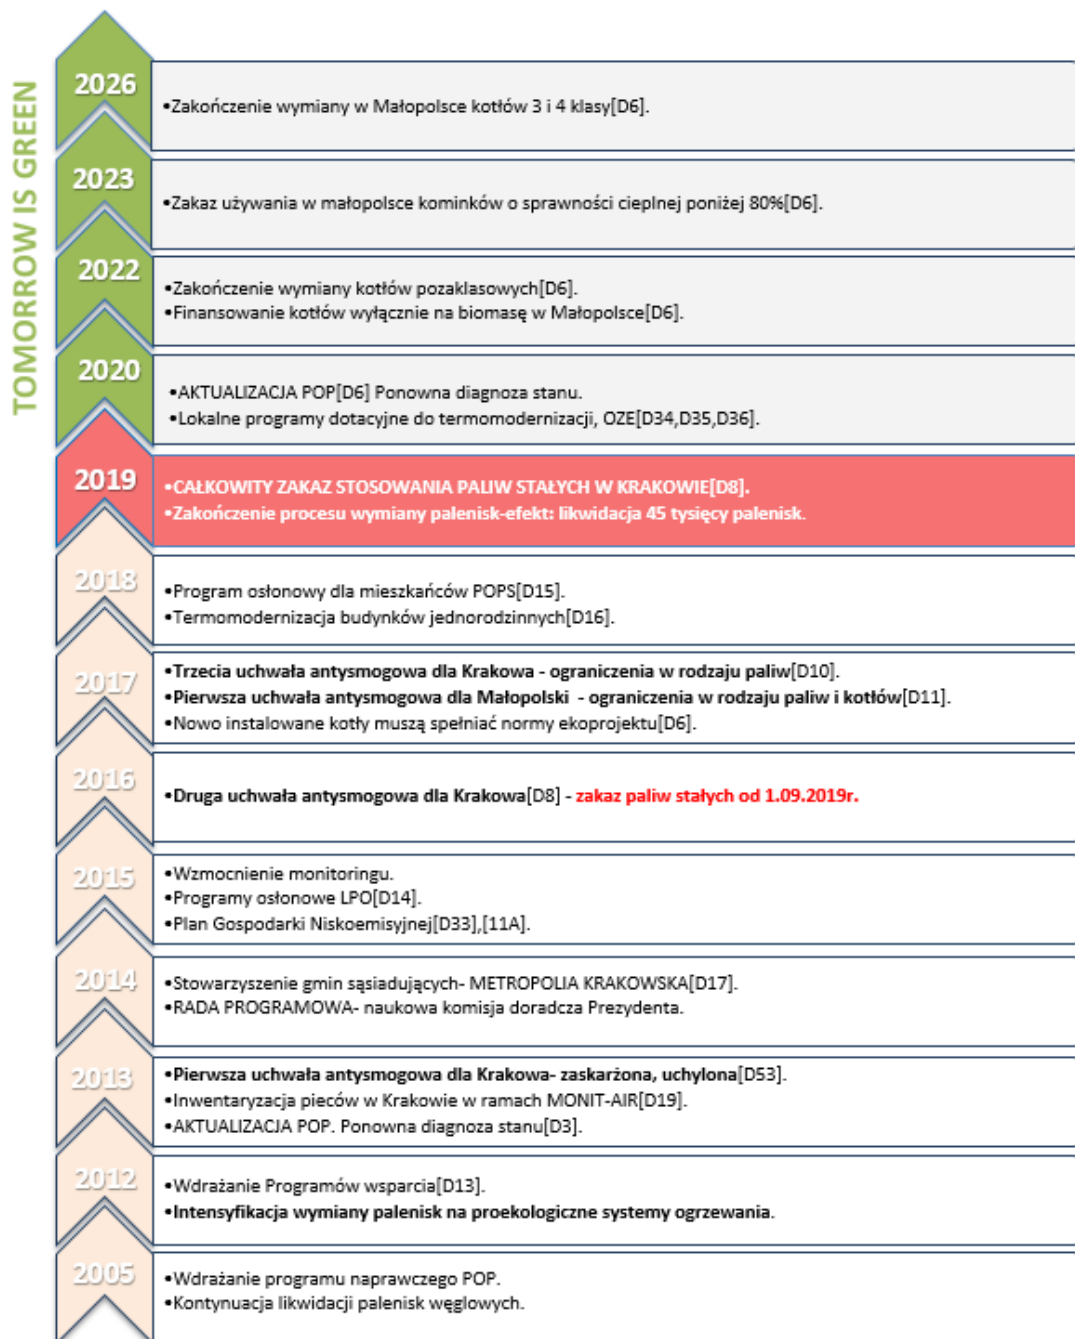 TOMORROW IS GREEN
2026
•Zakończenie wymiany w Małopolsce kotłów 3 i 4 klasy[D6].
2023
•Zakaz używania w małopolsce kominków o sprawności cieplnej poniżej 80%[D6].
2022
•Zakończenie wymiany kotłów pozaklasowych[D6].
•Finansowanie kotłów wyłącznie na biomasę w Małopolsce[D6].
2020
•AKTUALIZACJA POP[D6] Ponowna diagnoza stanu.
•Lokalne programy dotacyjne do termomodernizacji, OZE[D34,D35,D36].
2019
•CAŁKOWITY ZAKAZ STOSOWANIA PALIW STAŁYCH W KRAKOWIE[D8].
•Zakończenie procesu wymiany palenisk-efekt: likwidacja 45 tysięcy palenisk.
2018
•Program osłonowy dla mieszkańców POPS[D15].
•Termomodernizacja budynków jednorodzinnych[D16].
2017
•Trzecia uchwała antysmogowa dla Krakowa - ograniczenia w rodzaju paliw[D10].
•Pierwsza uchwała antysmogowa dla Małopolski - ograniczenia w rodzaju paliw i kotłów[D11].
•Nowo instalowane kotły muszą spełniać normy ekoprojektu[D6].
2016
•Druga uchwała antysmogowa dla Krakowa[D8] - zakaz paliw stałych od 1.09.2019r.
2015
•Wzmocnienie monitoringu.
•Programy osłonowe LPO[D14].
•Plan Gospodarki Niskoemisyjnej[D33],[11A].
2014
•Stowarzyszenie gmin sąsiadujących- METROPOLIA KRAKOWSKA[D17].
•RADA PROGRAMOWA- naukowa komisja doradcza Prezydenta.
2013
•Pierwsza uchwała antysmogowa dla Krakowa- zaskarżona, uchylona[D53].
•Inwentaryzacja pieców w Krakowie w ramach MONIT-AIR[D19].
•AKTUALIZACJA POP. Ponowna diagnoza stanu[D3].
2012
•Wdrażanie Programów wsparcia[D13].
•Intensyfikacja wymiany palenisk na proekologiczne systemy ogrzewania.
2005
•Wdrażanie programu naprawczego POP.
•Kontynuacja likwidacji palenisk węglowych.